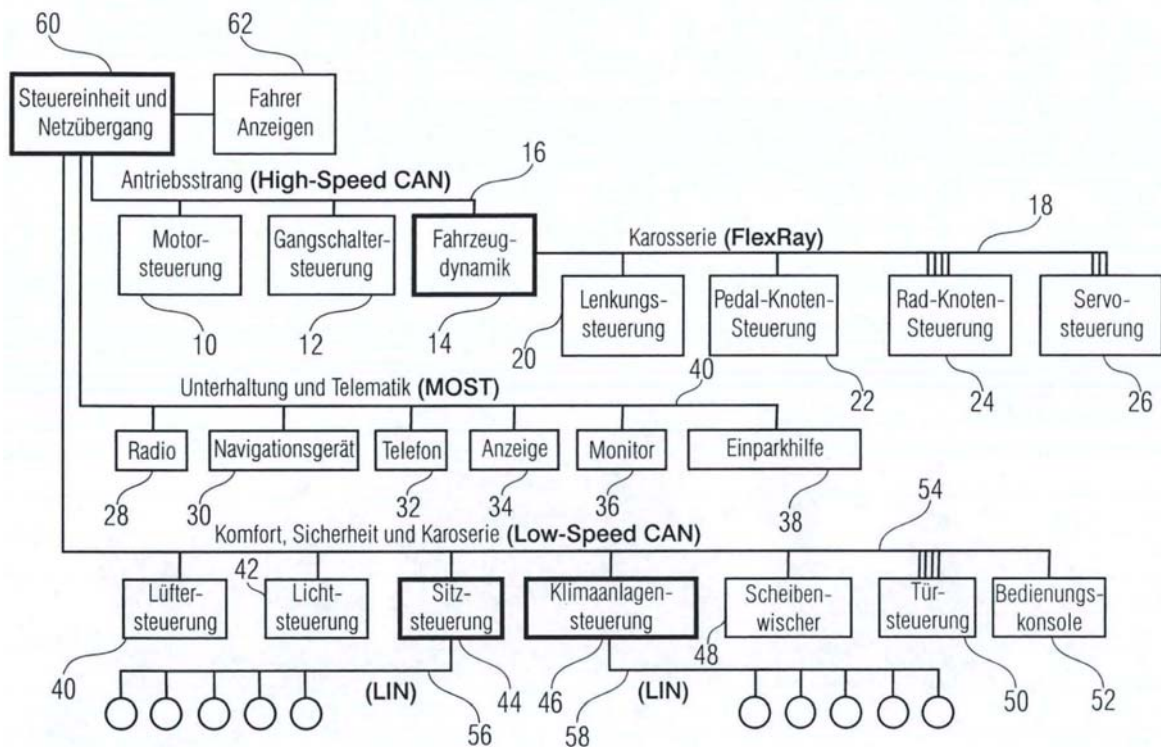 60
62
Steuereinheit und
Netzübergang
Fahrer
Anzeigen
Antriebsstrang (High-Speed CAN)
16
Motor-
steuerung
Gangschalter-
steuerung
Fahrzeug-
dynamik
Karosserie (FlexRay)
18
Lenkungs-
steuerung
Pedal-Knoten-
Steuerung
Rad-Knoten-
Steuerung
Servo-
steuerung
10
12
14
20
22
24
26
Unterhaltung und Telematik (MOST)
40
Radio
Navigationsgerät
Telefon
Anzeige
Monitor
Einparkhilfe
28
30
32
34
36
38
Komfort, Sicherheit und Karoserie (Low-Speed CAN)
54
Lüfter-
steuerung
42
Licht-
steuerung
Sitz-
steuerung
Klimaanlagen-
steuerung
Scheiben-
wischer
Tür-
steuerung
Bedienungs-
konsole
40
(LIN)
56
44
46
58
(LIN)
48
50
52